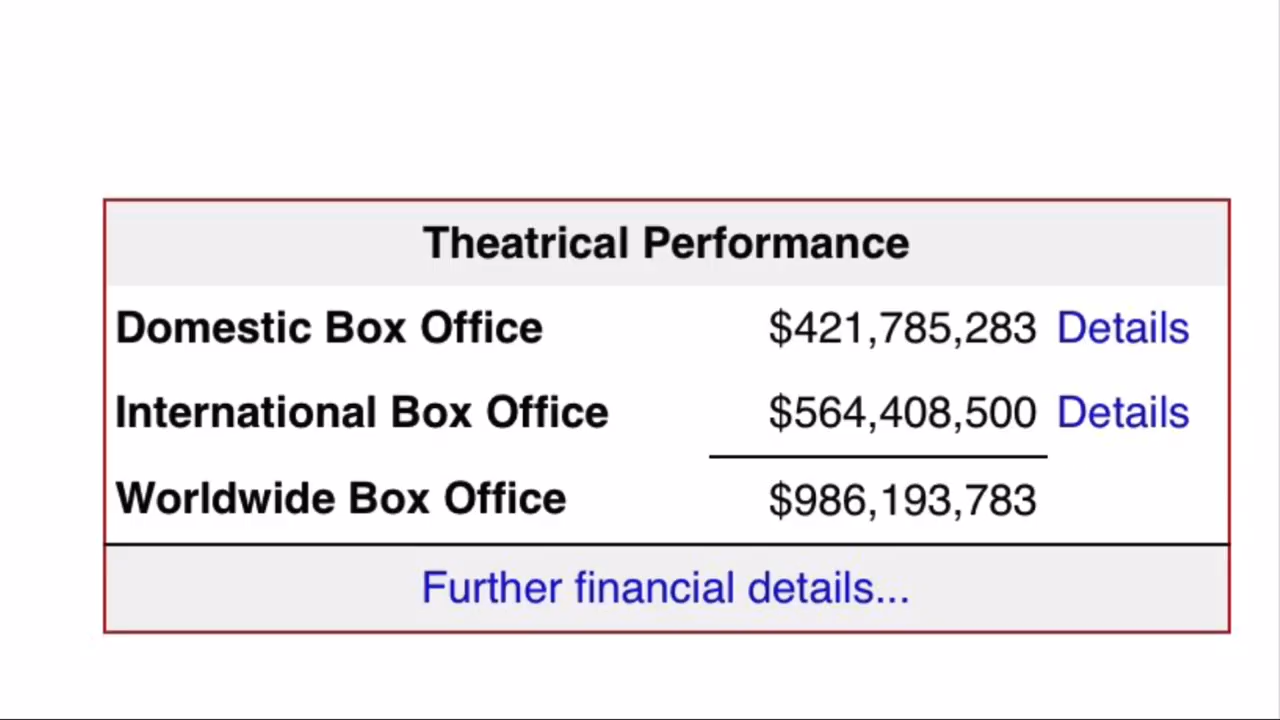 Theatrical Performance
Domestic Box Office $421,785,283 Details
International Box Office $564,408,500 Details
Worldwide Box Office $986,193,783
Further financial details...